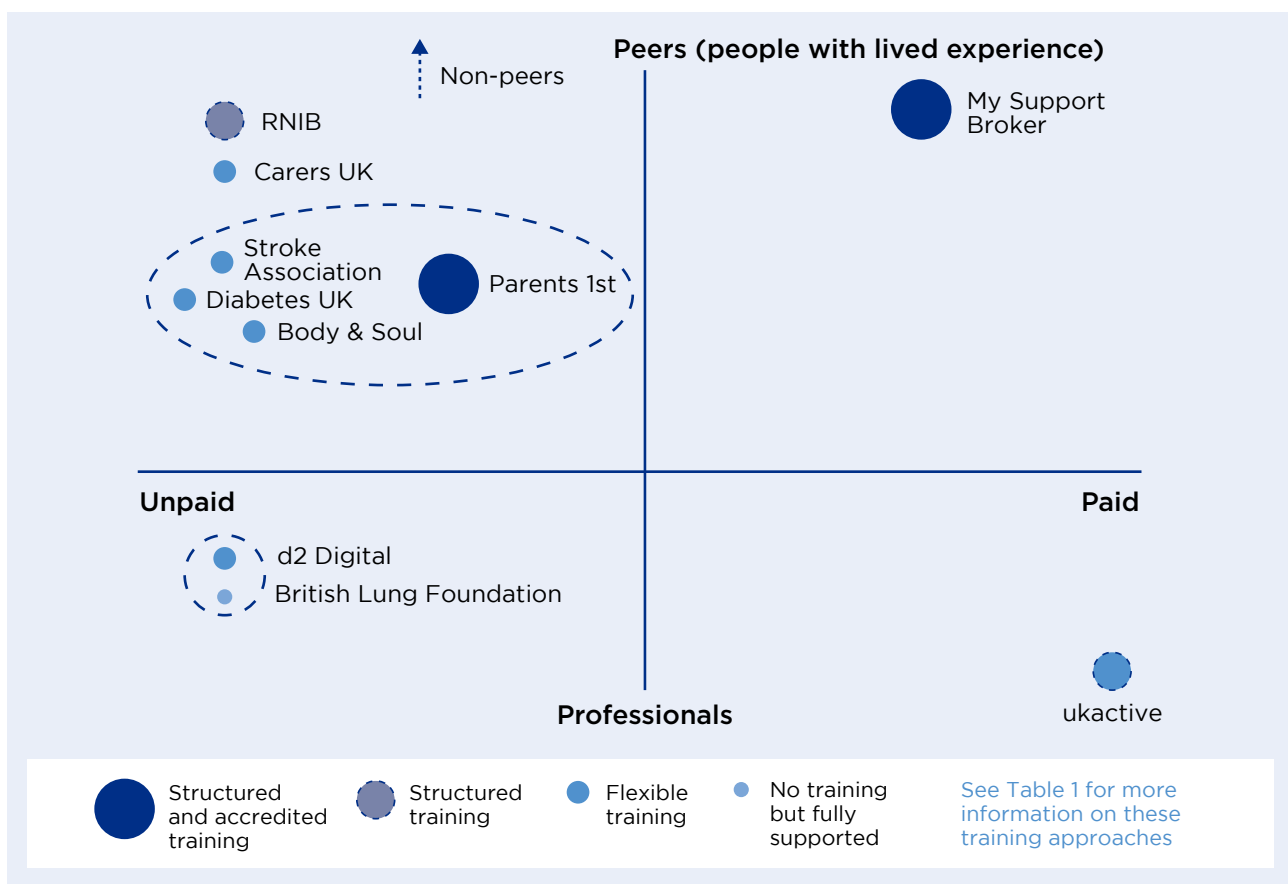 Peers (people with lived experience)
Non-peers
My Support
Broker
RNIB
Carers UK
Stroke
Association
Parents 1st
Diabetes UK
Body & Soul
Unpaid
Paid
d2 Digital
British Lung Foundation
Professionals
ukactive
Structured
and accredited
training
Structured
training
Flexible
training
No training
but fully
supported
See Table 1 for more
information on these
training approaches